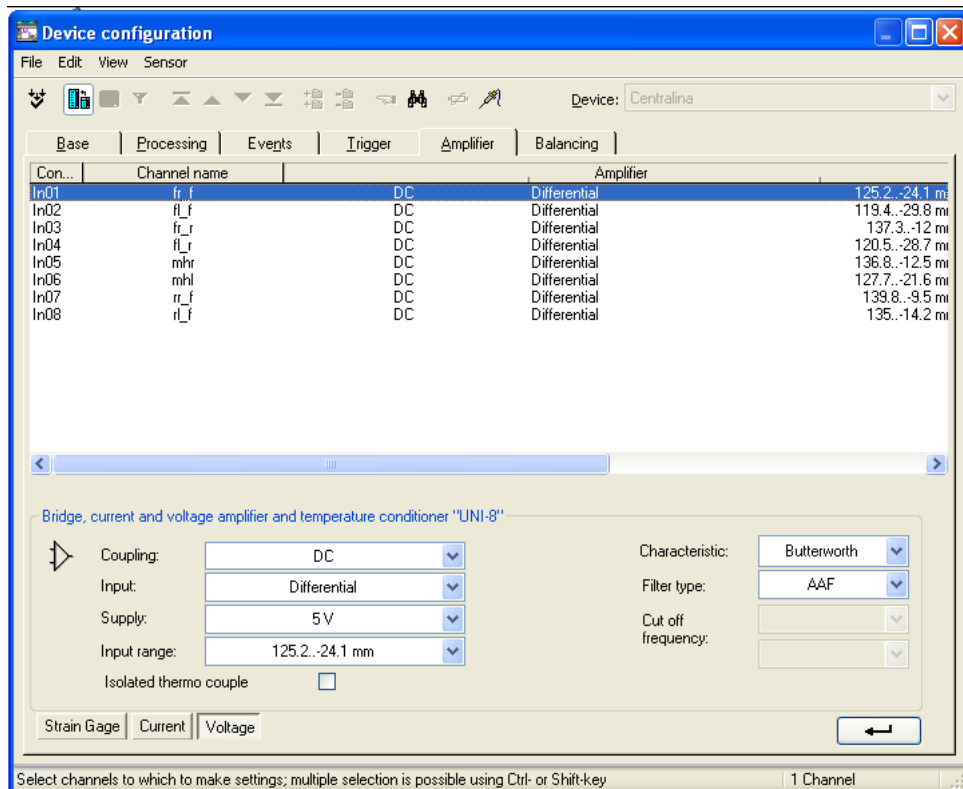 Device configuration
File Edit View Sensor
Device: Centralina
Base Processing Events Trigger Amplifier Balancing
Con... Channel name Amplifier
In01 fr_f DC Differential 125.2..-24.1 m
In02 fl_f DC Differential 119.4..-29.8 m
In03 fr_r DC Differential 137.3..-12 m
In04 fl_r DC Differential 120.5..-28.7 m
In05 mhr DC Differential 136.8..-12.5 m
In06 mhl DC Differential 127.7..-21.6 m
In07 rr_f DC Differential 139.8..-9.5 m
In08 rl_f DC Differential 135..-14.2 m
Bridge, current and voltage amplifier and temperature conditioner "UNI-8"
Coupling: DC Characteristic: Butterworth
Input: Differential Filter type: AAF
Supply: 5 V Cut off
frequency:
Input range: 125.2..-24.1 mm
Isolated thermo couple
Strain Gage Current Voltage
Select channels to which to make settings; multiple selection is possible using Ctrl- or Shift-key 1 Channel